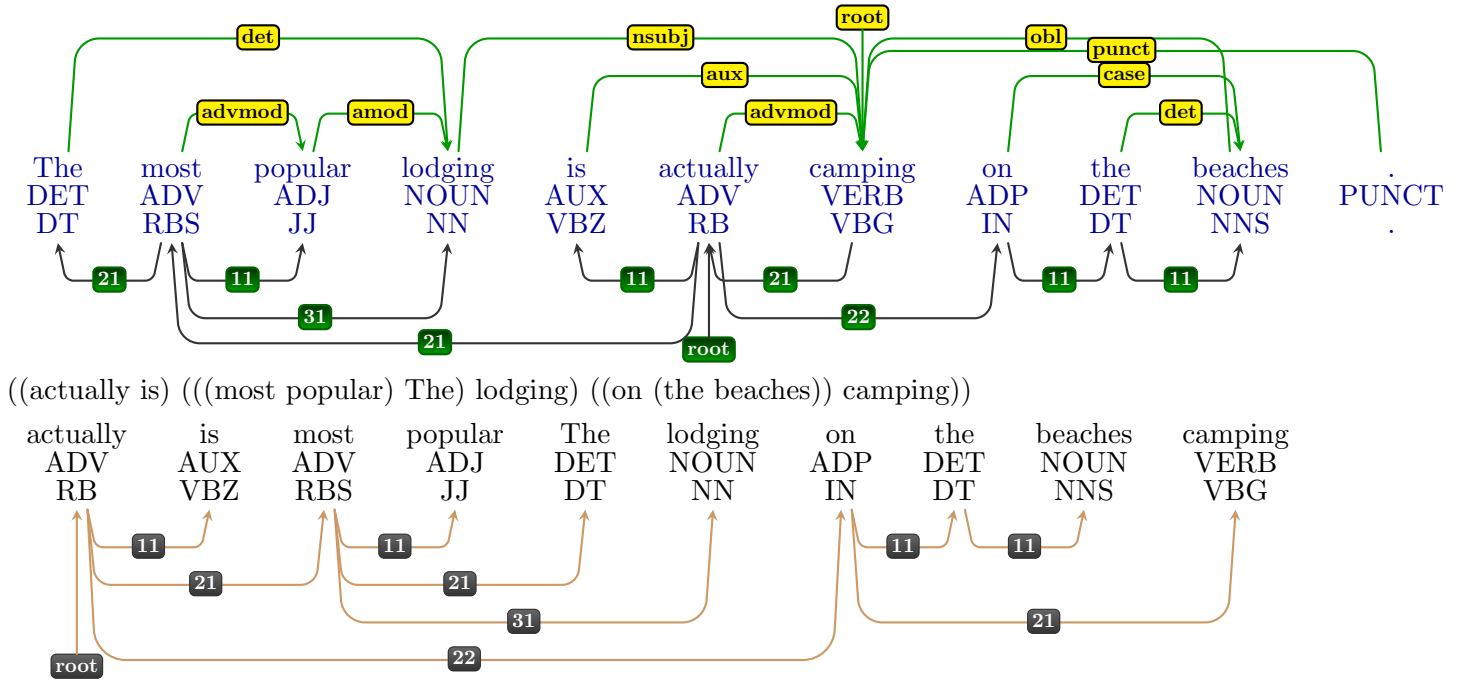 root
det nsubj obl
punct
aux case
advmod amod advmod det
The most popular lodging is actually camping on the beaches .
DET ADV ADJ NOUN AUX ADV VERB ADP DET NOUN PUNCT
DT RBS JJ NN VBZ RB VBG IN DT NNS .
21 11 11 21 11 11
31 22
21 root
((actually is) (((most popular) The) lodging) ((on (the beaches)) camping))
actually is most popular The lodging on the beaches camping
ADV AUX ADV ADJ DET NOUN ADP DET NOUN VERB
RB VBZ RBS JJ DT NN IN DT NNS VBG
11 11 11 11
21 21
31 21
root 22